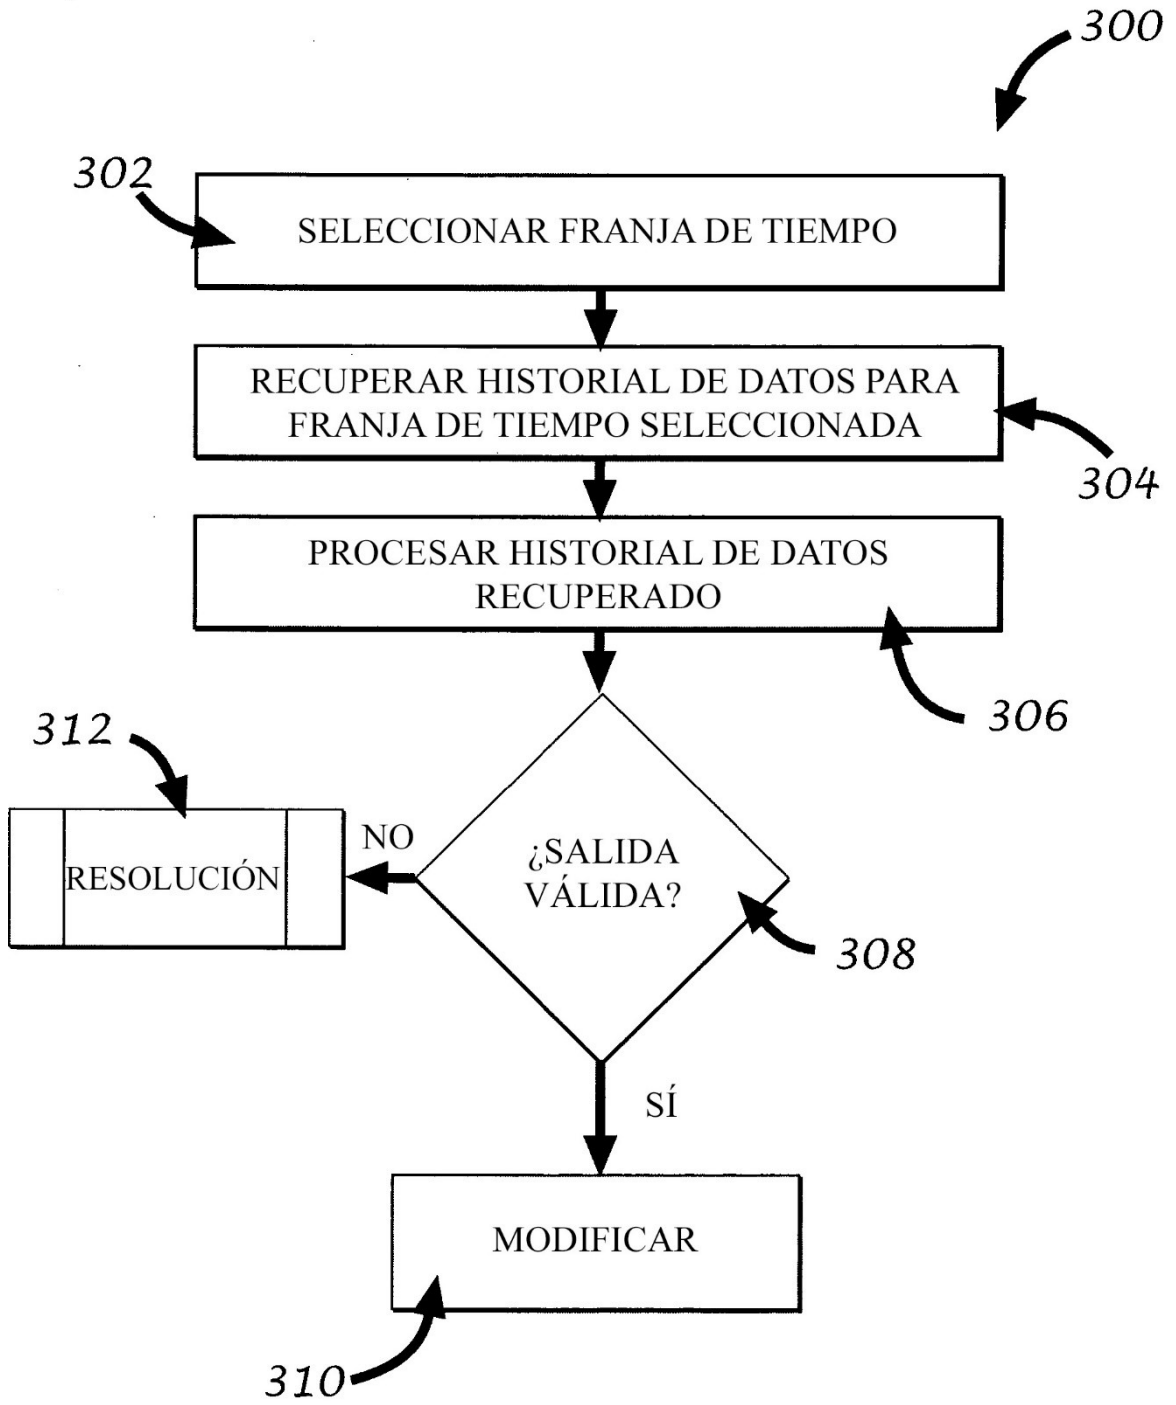 300
302
SELECCIONAR FRANJA DE TIEMPO
RECUPERAR HISTORIAL DE DATOS PARA
FRANJA DE TIEMPO SELECCIONADA
304
PROCESAR HISTORIAL DE DATOS
RECUPERADO
306
312
NO
¿SALIDA
VÁLIDA?
RESOLUCIÓN
308
SÍ
MODIFICAR
310